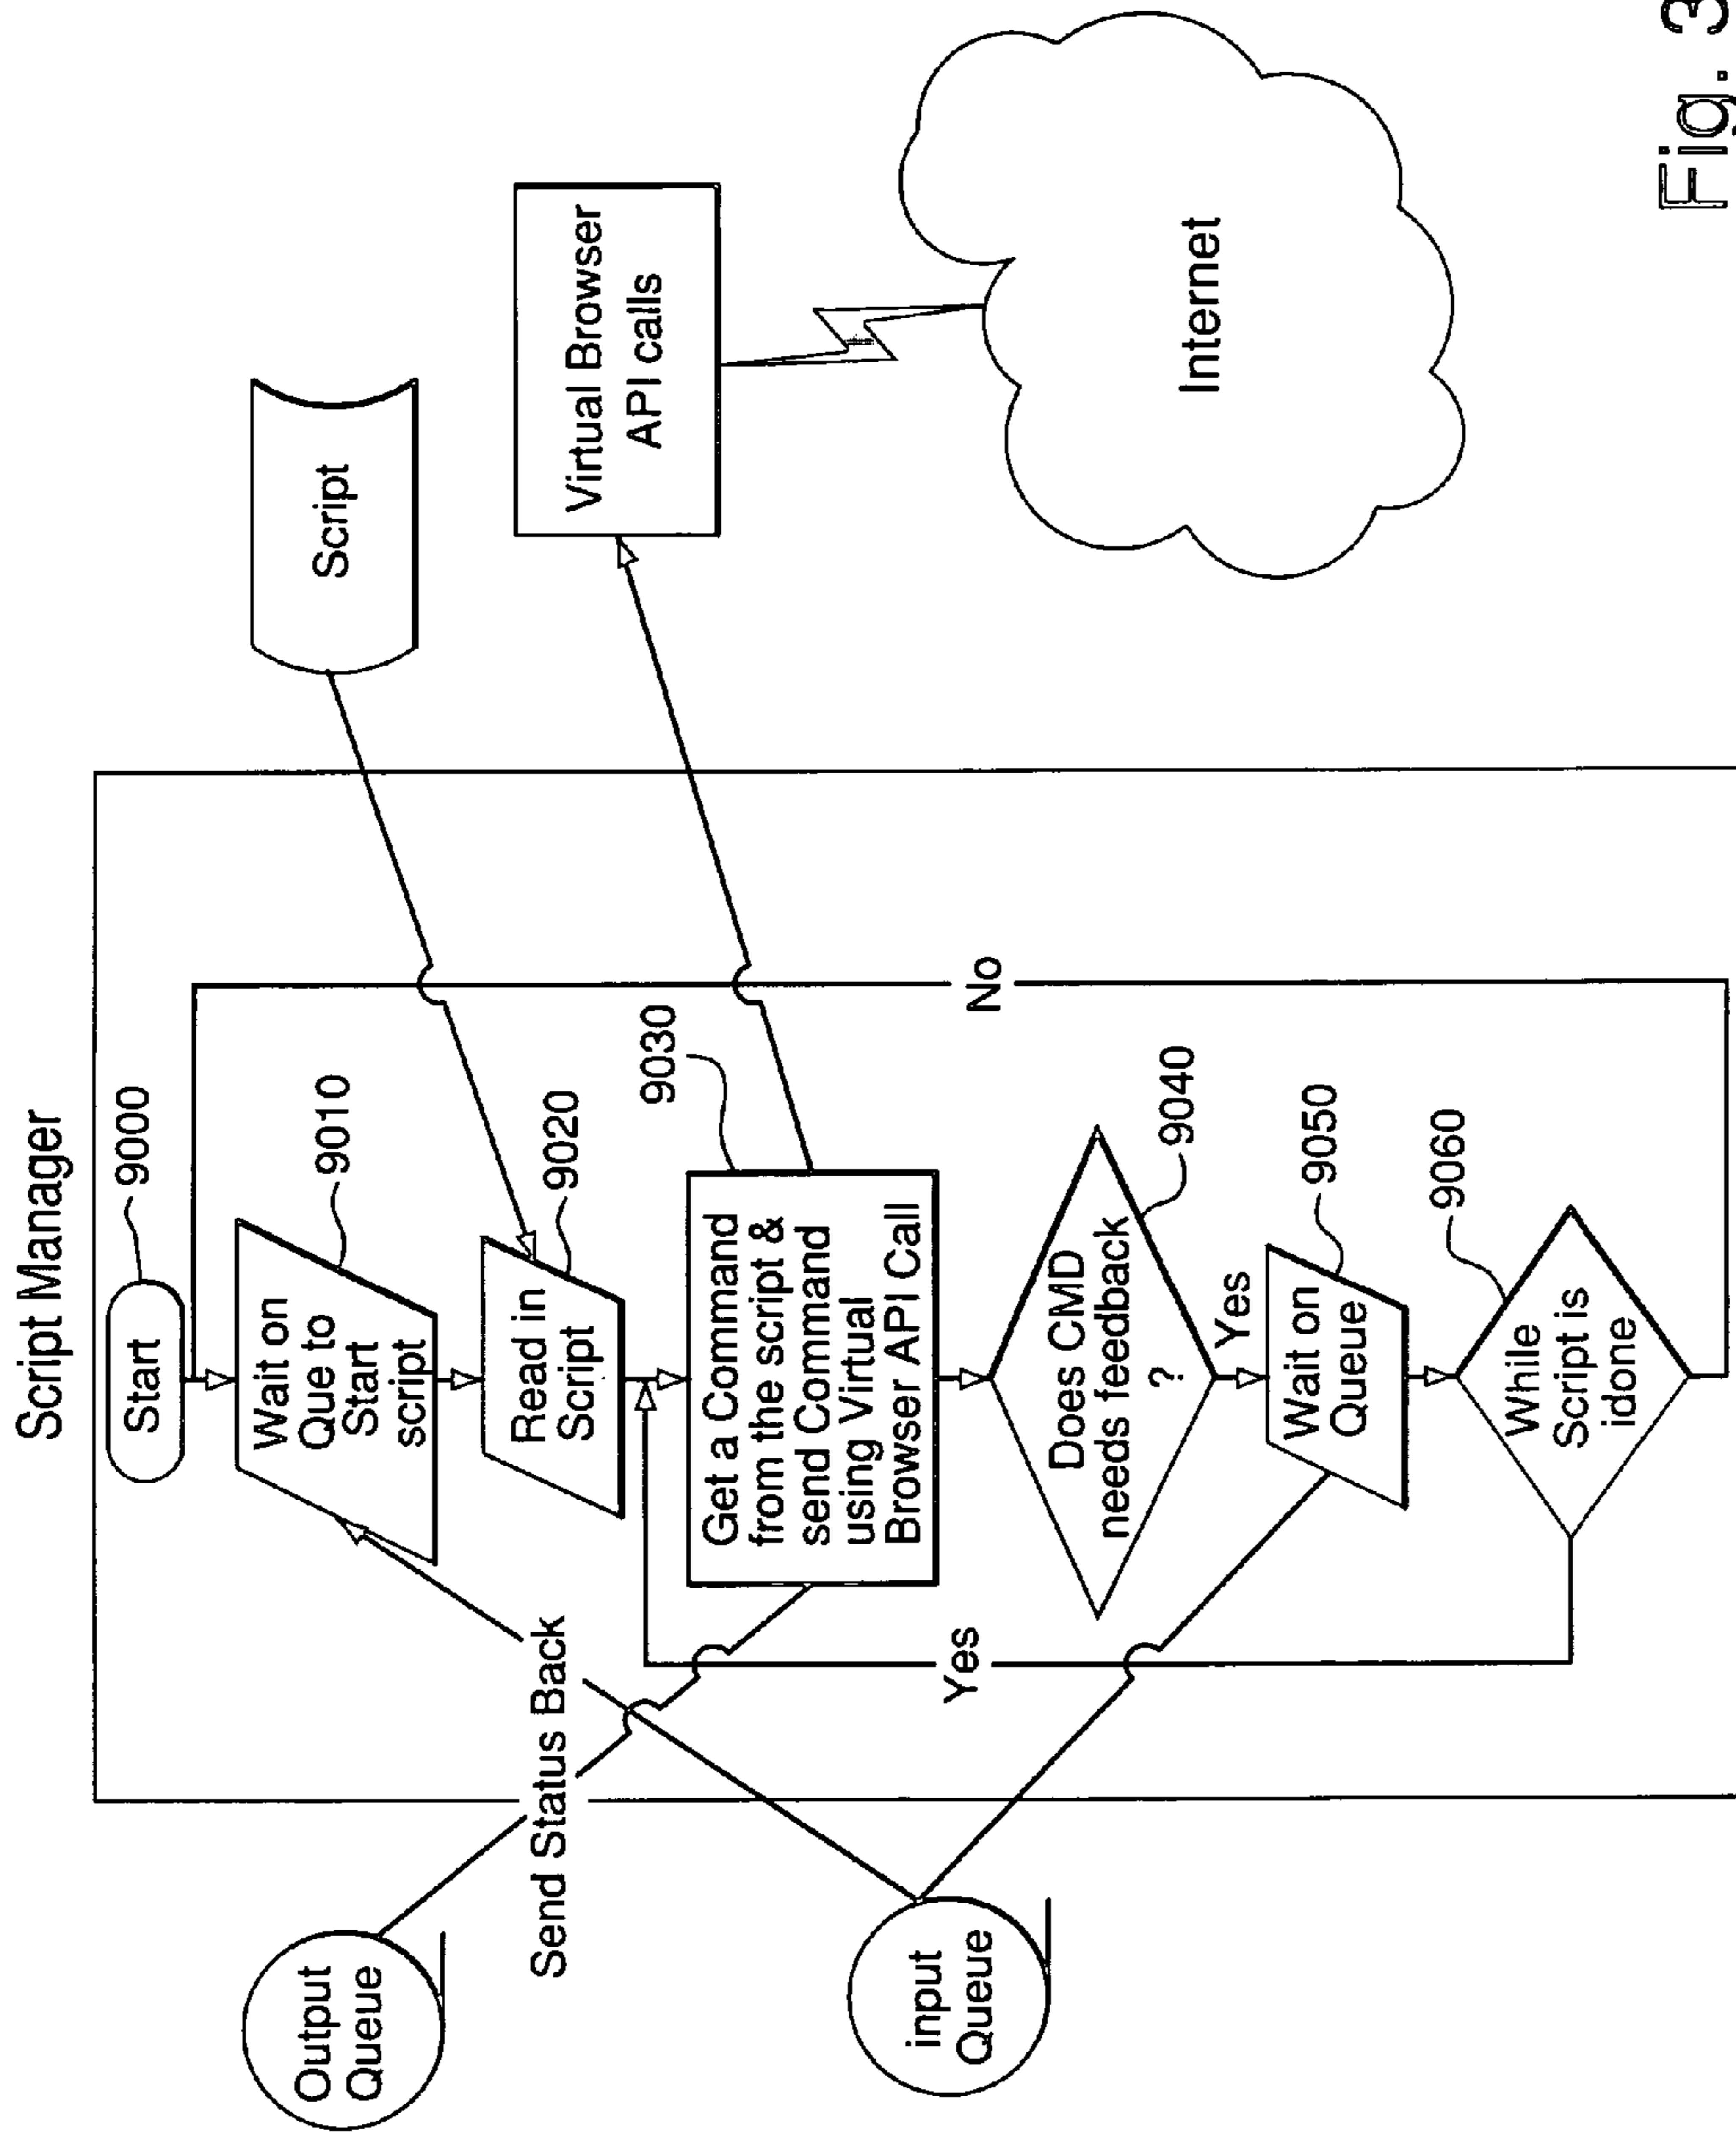 Script Manager
Start
9000
Wait on
Que to
Start
script
9010
Read in
Script
9020
Get a Command
from the script &
send Command
using Virtual
Browser API Call
9030
Does CMD
needs feedback
?
9040
Yes
Wait on
Queue
9050
While
Script is
idone
9060
Yes
No
Output
Queue
Send Status Back
input
Queue
Script
Virtual Browser
API calls
Internet
Fig. 3